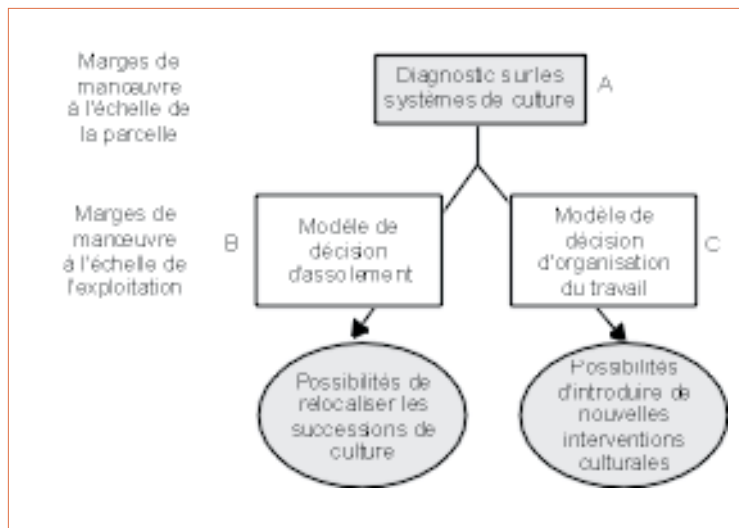 Marges de
manœuvre
à l'échelle de
la parcelle
Diagnostic sur les
systèmes de culture
A
Marges de
manœuvre
à l'échelle de
l'exploitation
B
Modèle de
décision
d'assolement
Modèle de
décision
d'organisation
du travail
C
Possibilités de
relocaliser les
successions de
culture
Possibilités
d'introduire de
nouvelles
interventions
culturales